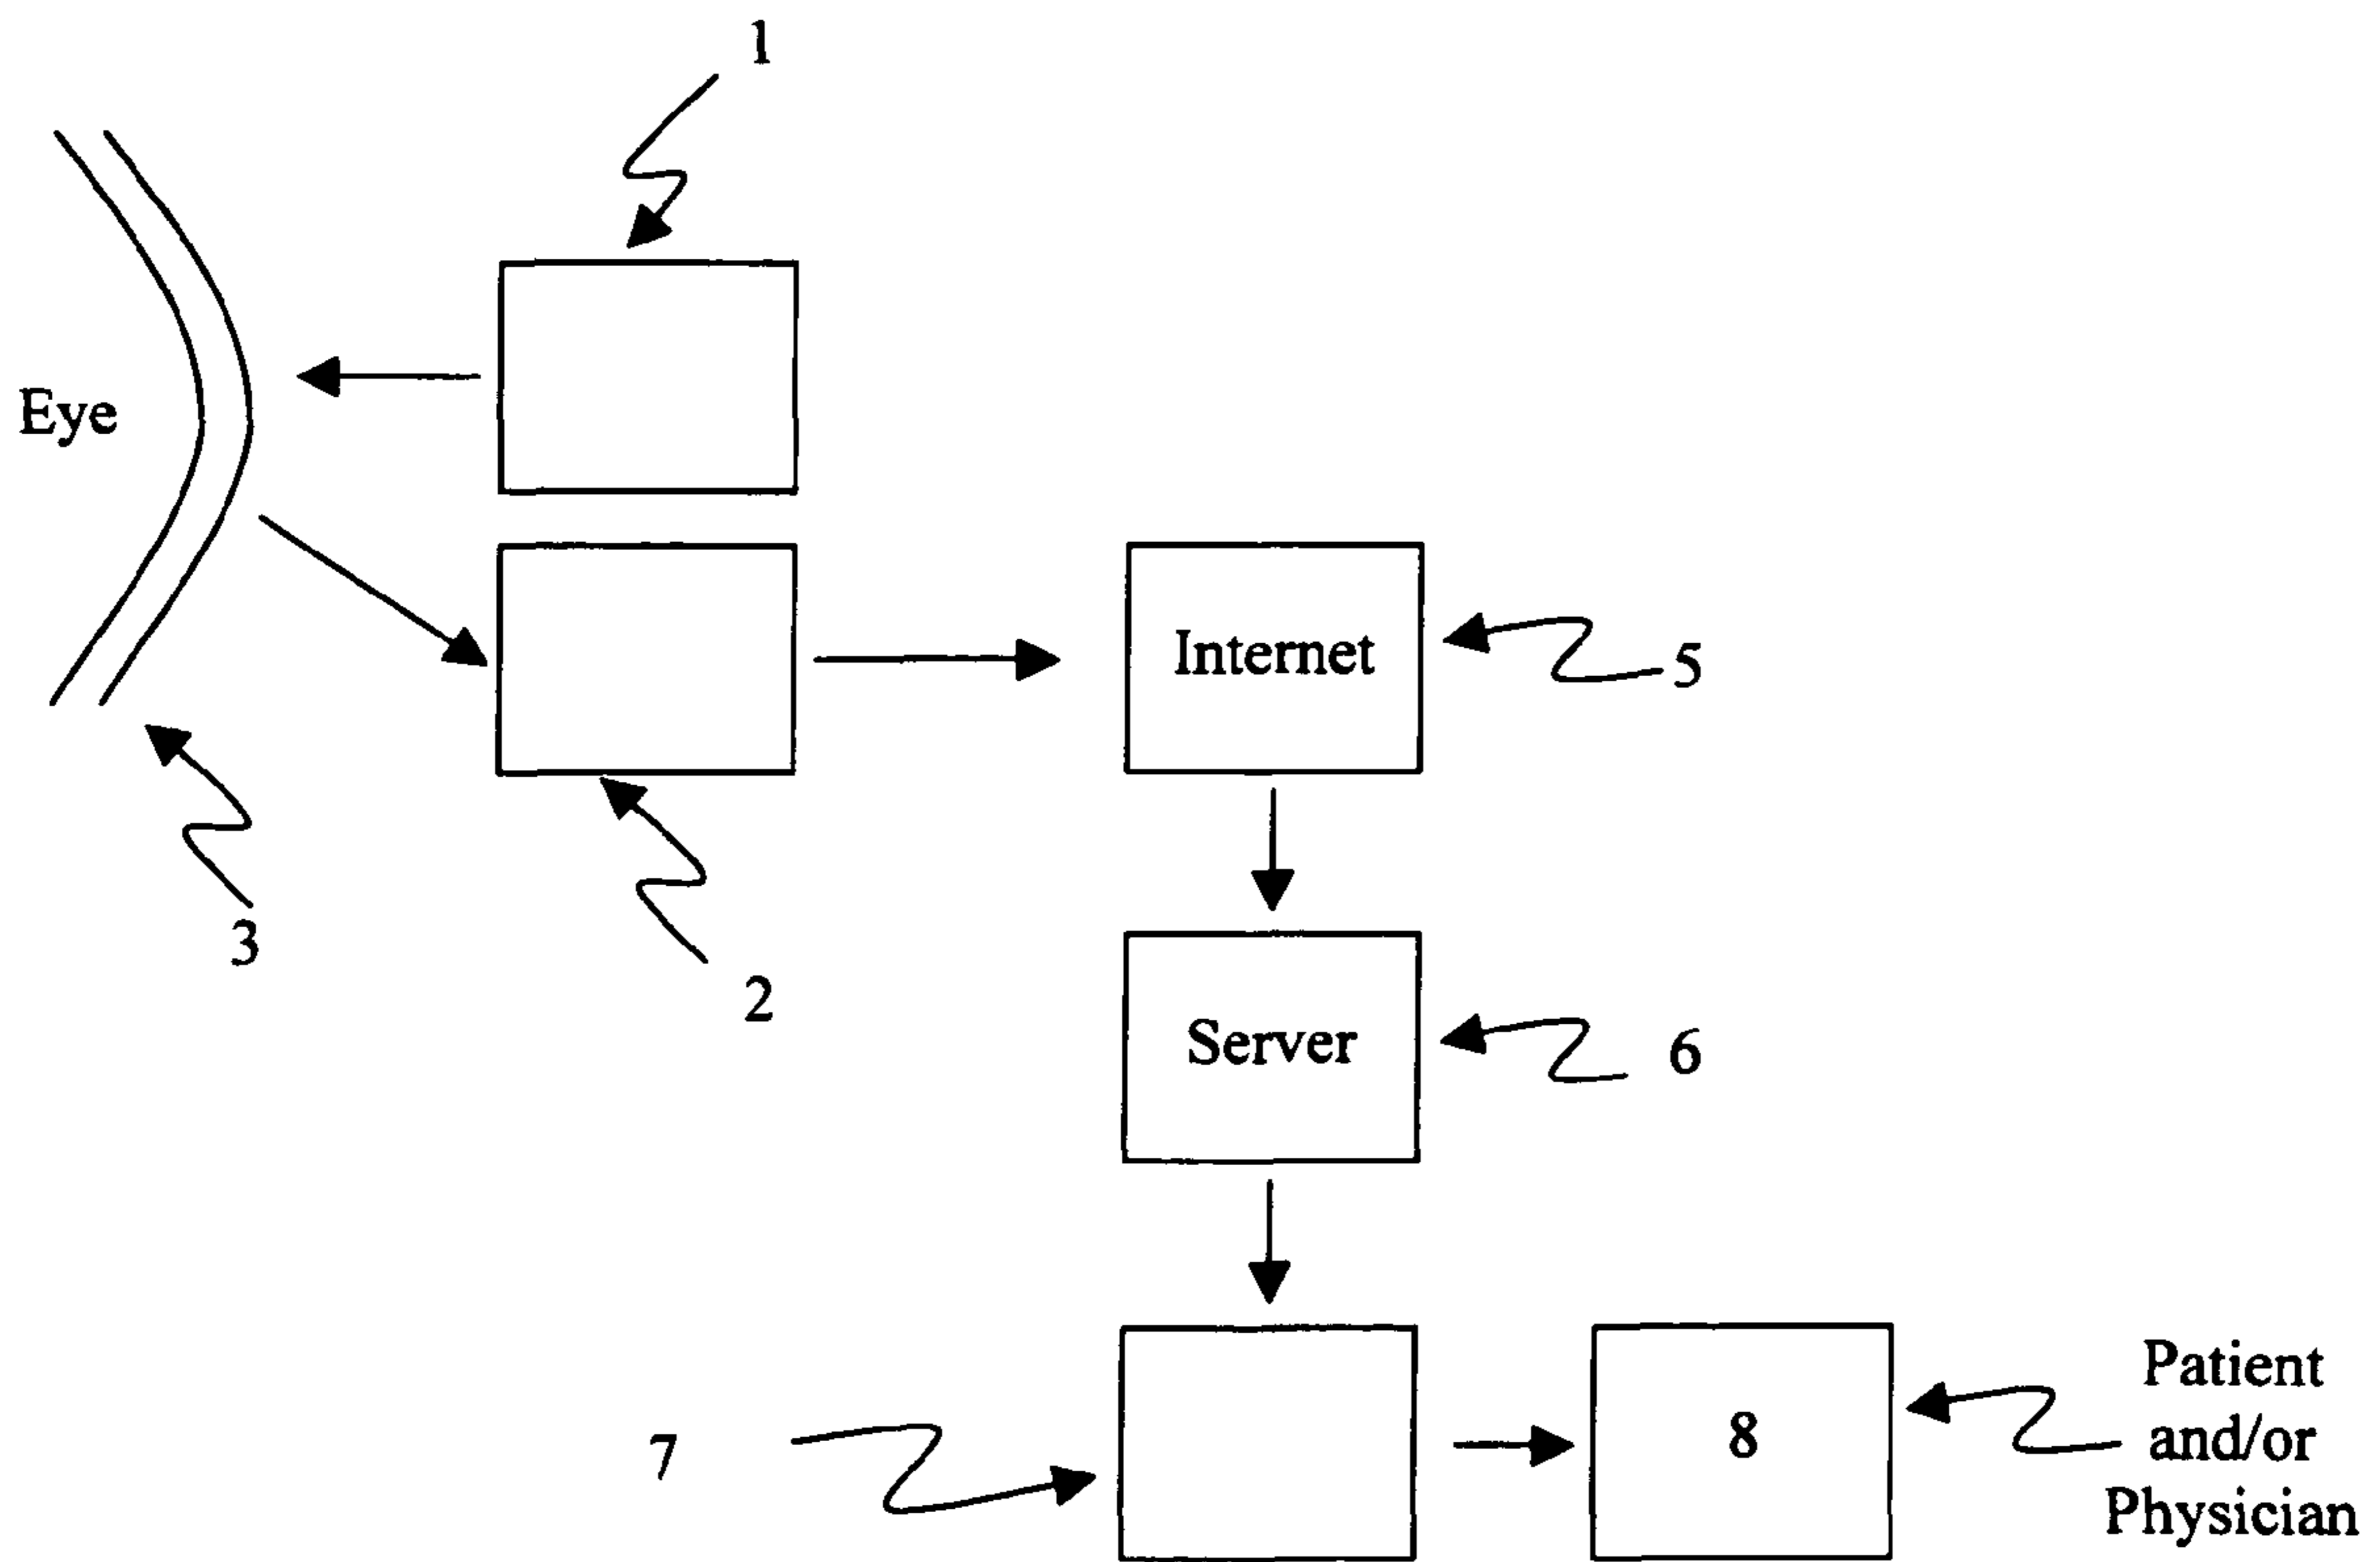 1
Eye
Internet
5
3
2
Server
6
7
8
Patient
and/or
Physician